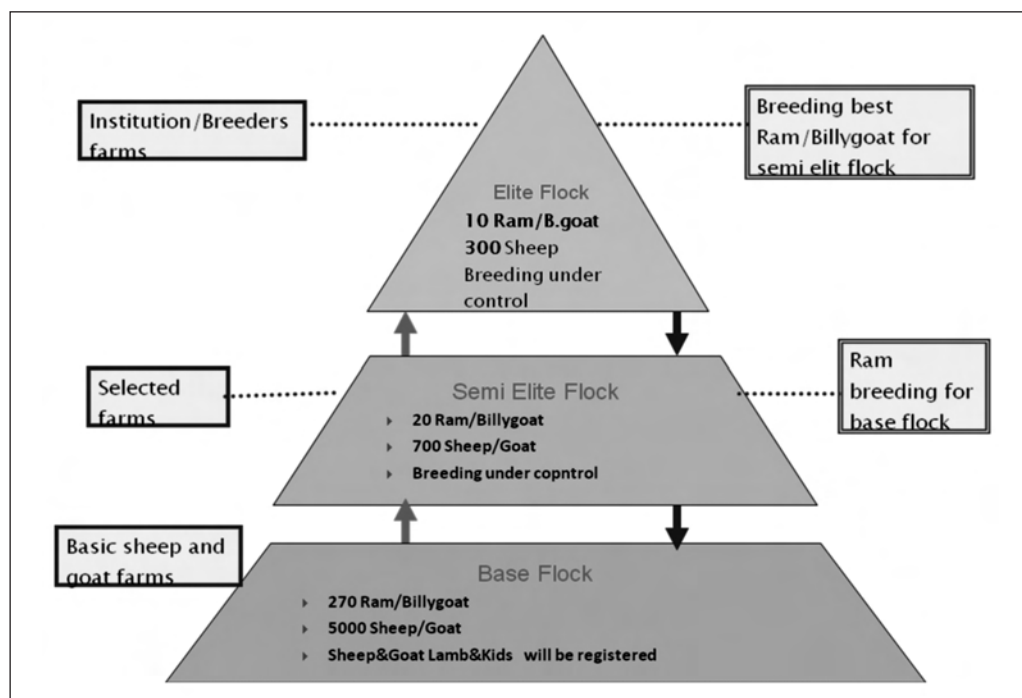 Institution/Breeders
farms
Breeding best
Ram/Billygoat for
semi elit flock
Elite Flock
10 Ram/B.goat
300 Sheep
Breeding under
control
Selected
farms
Semi Elite Flock
20 Ram/Billygoat
700 Sheep/Goat
Breeding under copntrol
Ram
breeding for
base flock
Basic sheep and
goat farms
Base Flock
270 Ram/Billygoat
5000 Sheep/Goat
Sheep&Goat Lamb&Kids will be registered